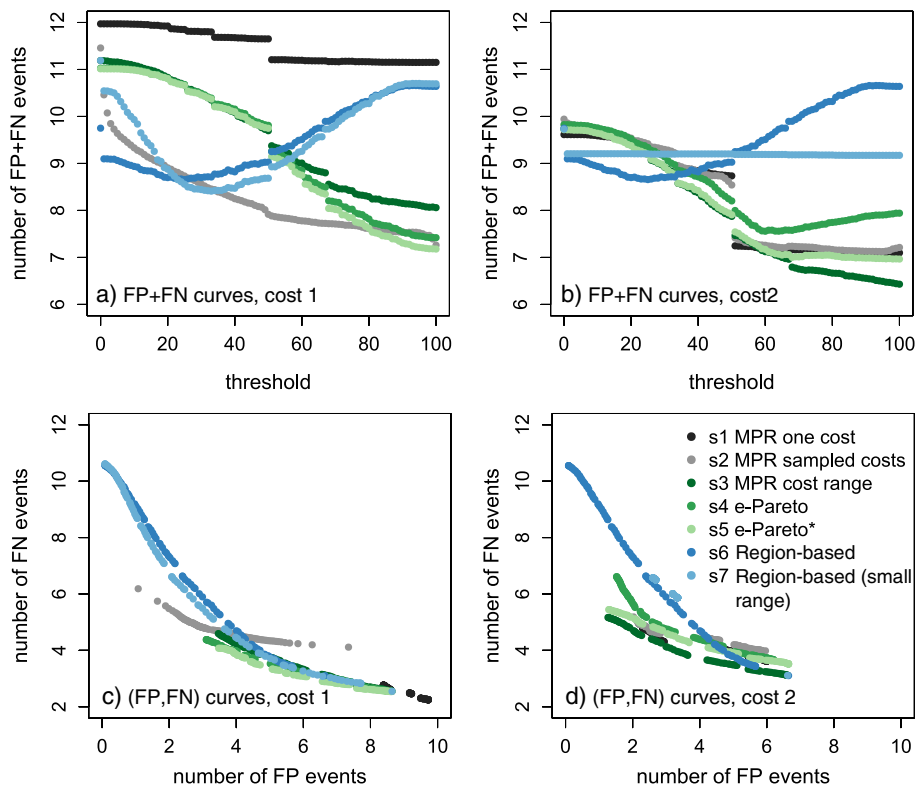 12
11
10
9
8
7
6
number of FP+FN events
a) FP+FN curves, cost 1
0 20 40 60 80 100
threshold
12
11
10
9
8
7
6
number of FP+FN events
b) FP+FN curves, cost2
0 20 40 60 80 100
threshold
12
10
8
6
4
2
number of FN events
c) (FP,FN) curves, cost 1
0 2 4 6 8 10
number of FP events
12
10
8
6
4
2
number of FN events
s1 MPR one cost
s2 MPR sampled costs
s3 MPR cost range
s4 e-Pareto
s5 e-Pareto*
s6 Region-based
s7 Region-based (small
range)
d) (FP,FN) curves, cost 2
0 2 4 6 8 10
number of FP events